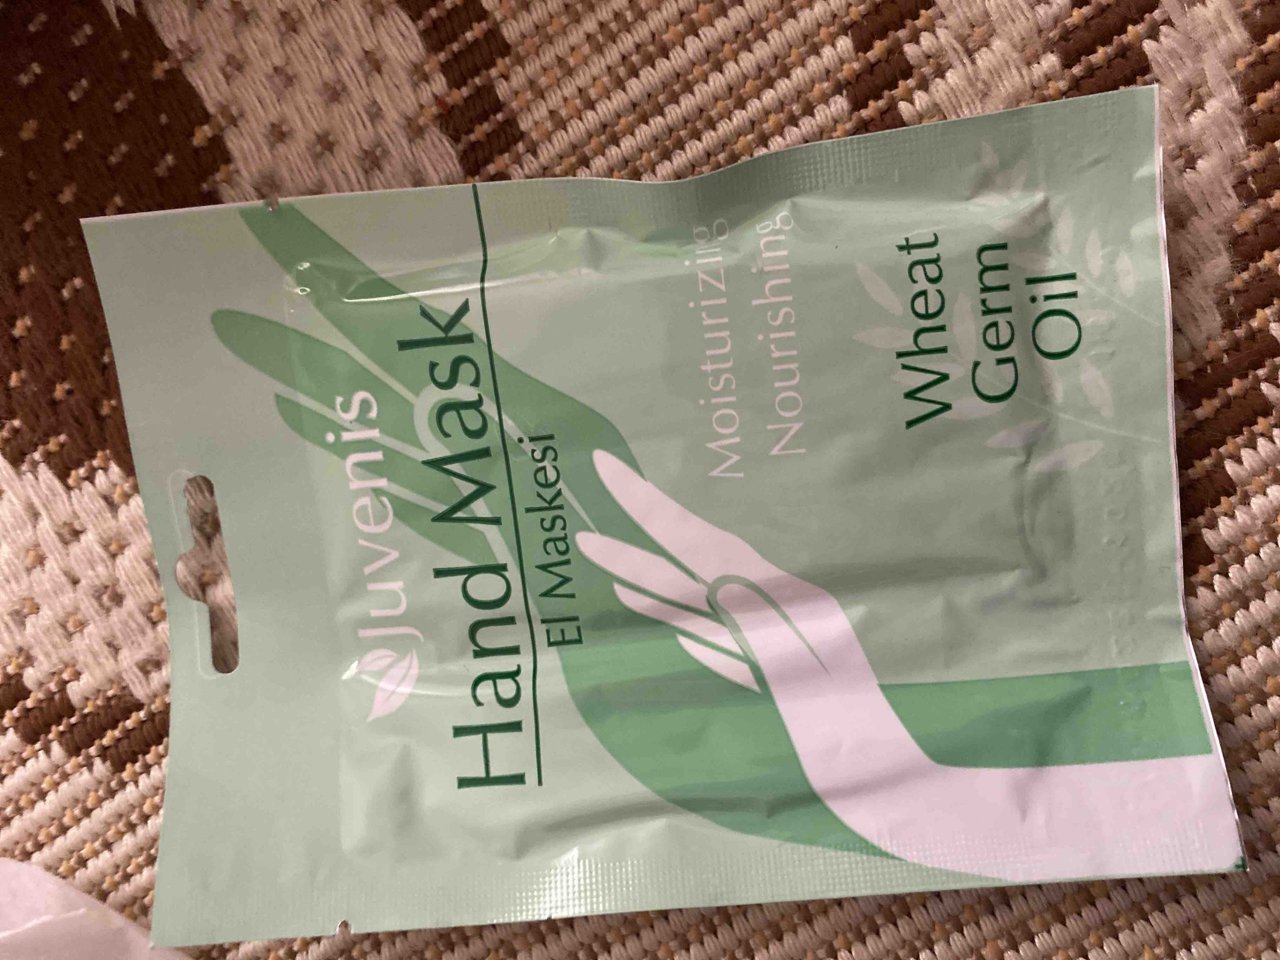 Juvenis
Hand Mask
El Maskesi
Moisturizing
Nourishing
Wheat
Germ
Oil